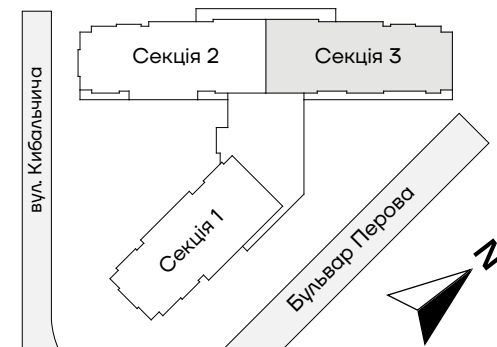 Секція 2
Секція 3
вул. Кибальчича
Секція 1
Бульвар Перова
N